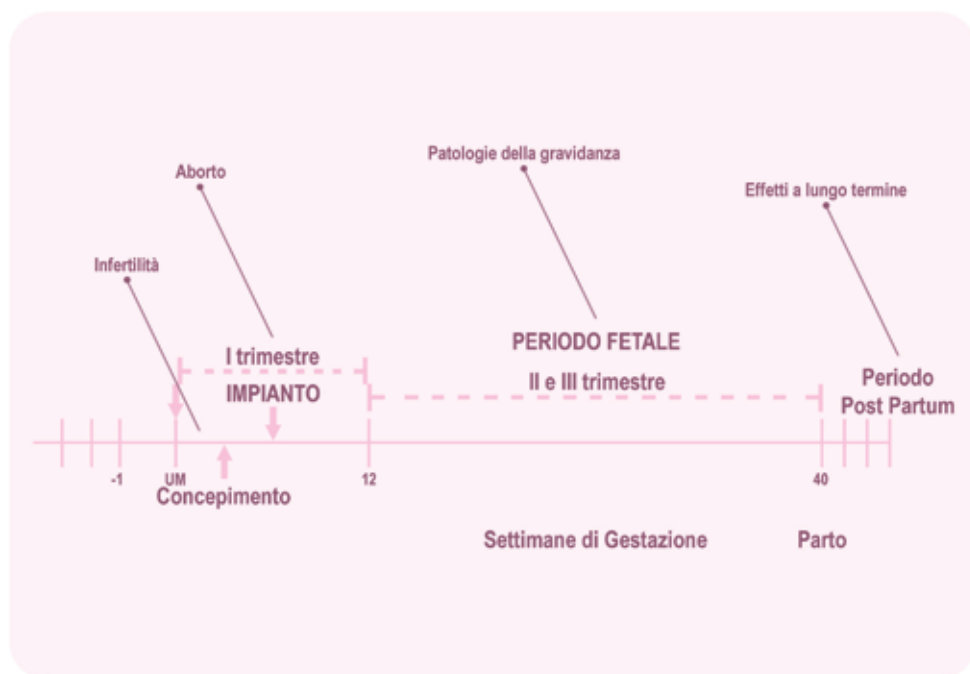 Patologie della gravidanza
Aborto
Effetti a lungo termine
Infertilità
PERIODO FETALE
I trimestre
II e III trimestre
IMPIANTO
Periodo
Post Partum
-1
UM
12
40
Concepimento
Settimane di Gestazione
Parto